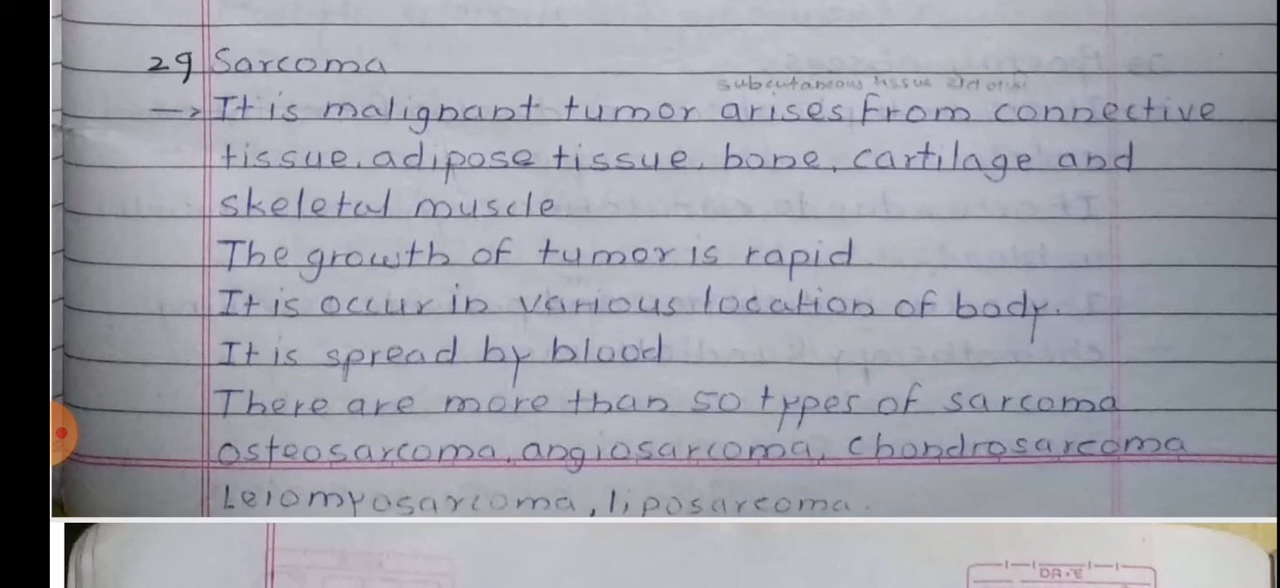 29 Sarcoma
subcutaneous tissue
→ It is malignant tumor arises From connective
tissue, adipose tissue, bone, cartilage and
skeletal muscle
The growth of tumor is rapid
It is occur in various location of body.
It is spread by blood
There are more than 50 types of sarcoma
osteosarcoma, angiosarcoma, chondrosarcoma
Leiomyosarcoma, liposarcoma.
DATE